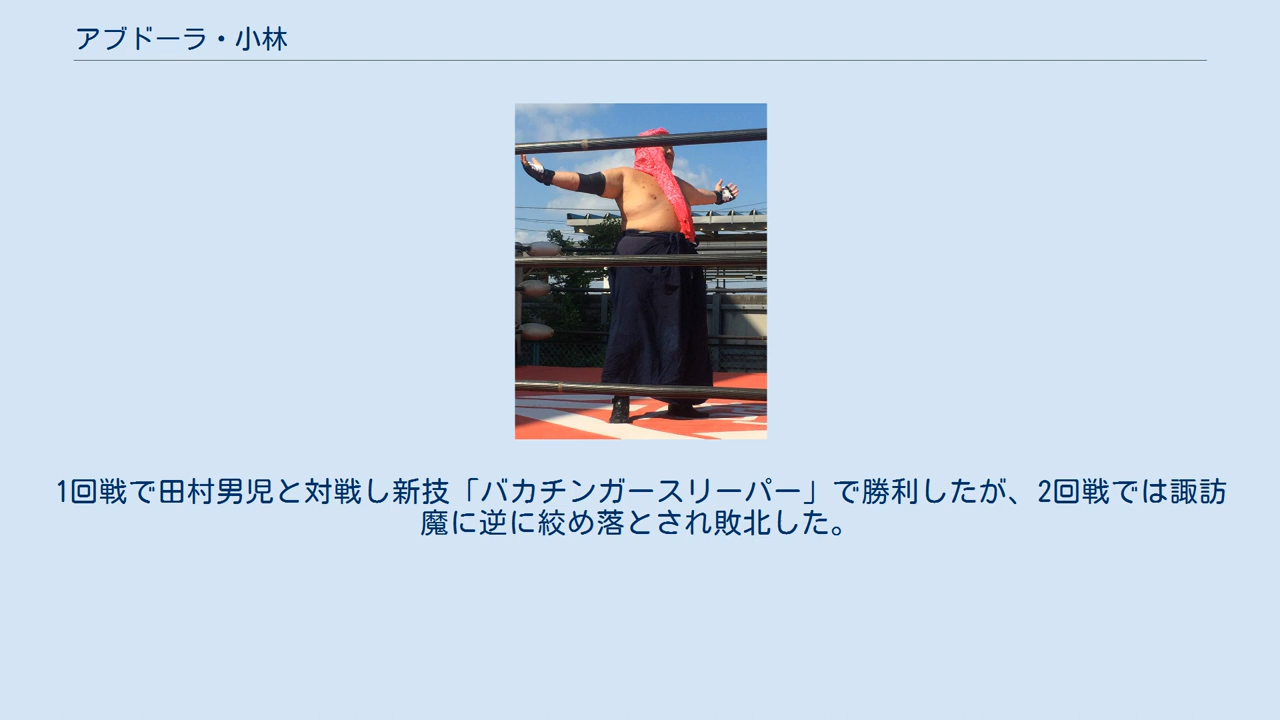 アブドーラ・小林
1回戦で田村男児と対戦し新技「バカチンガースリーパー」で勝利したが、2回戦では諏訪
魔に逆に絞め落とされ敗北した。